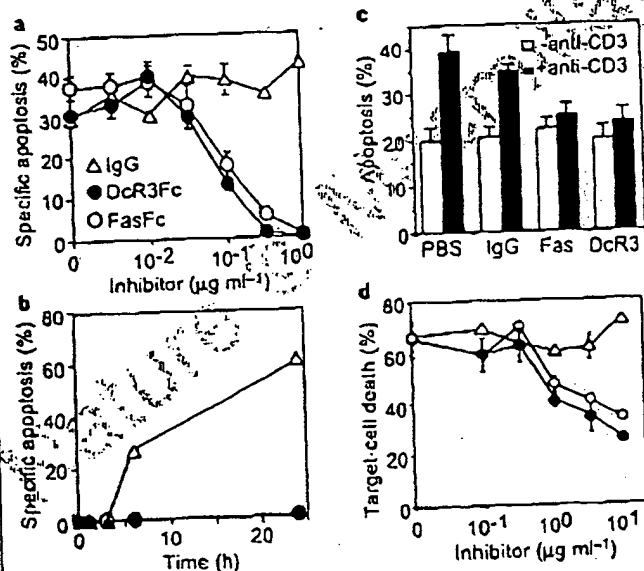 a
Specific apoptosis (%)
50
40
30
20
10
0
IgG
DcR3Fc
FasFc
0 10-2 10-1 100
Inhibitor (µg ml-1)
b
Specific apoptosis (%)
80
60
40
20
0
0 10 20
Time (h)
c
Apoptosis (%)
40
30
20
10
0
-anti-CD3
+anti-CD3
PBS IgG Fas DcR3
d
Target-cell death (%)
80
60
40
20
0
0 10-1 100 101
Inhibitor (µg ml-1)